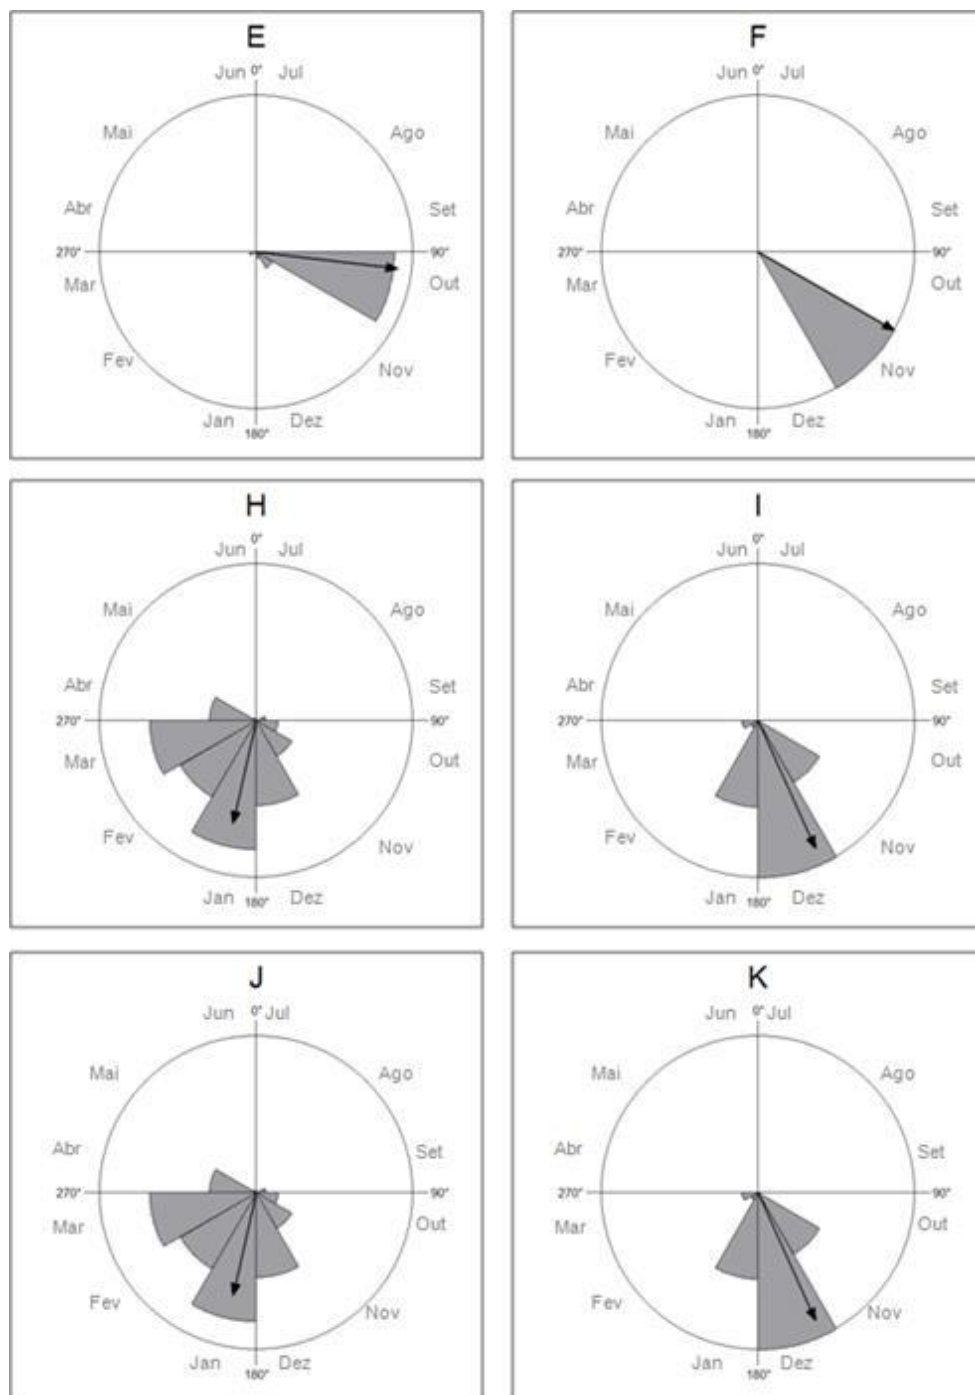 E
Jun 0° Jul
Mai Ago
Abr Set
270° 90°
Mar Out
Fev Nov
Jan Dez
180°
F
Jun 0° Jul
Mai Ago
Abr Set
270° 90°
Mar Out
Fev Nov
Jan Dez
180°
H
Jun 0° Jul
Mai Ago
Abr Set
270° 90°
Mar Out
Fev Nov
Jan Dez
180°
I
Jun 0° Jul
Mai Ago
Abr Set
270° 90°
Mar Out
Fev Nov
Jan Dez
180°
J
Jun 0° Jul
Mai Ago
Abr Set
270° 90°
Mar Out
Fev Nov
Jan Dez
180°
K
Jun 0° Jul
Mai Ago
Abr Set
270° 90°
Mar Out
Fev Nov
Jan Dez
180°